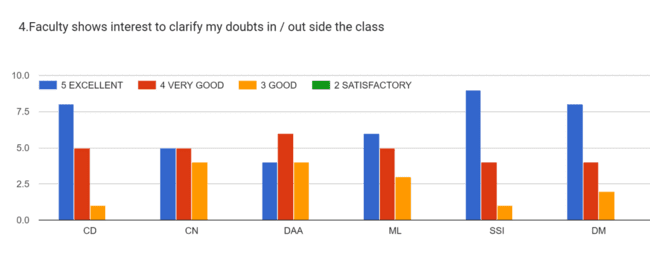 4.Faculty shows interest to clarify my doubts in / out side the class
10.0
5 EXCELLENT 4 VERY GOOD 3 GOOD 2 SATISFACTORY
7.5
5.0
2.5
0.0
CD CN DAA ML SSI DM